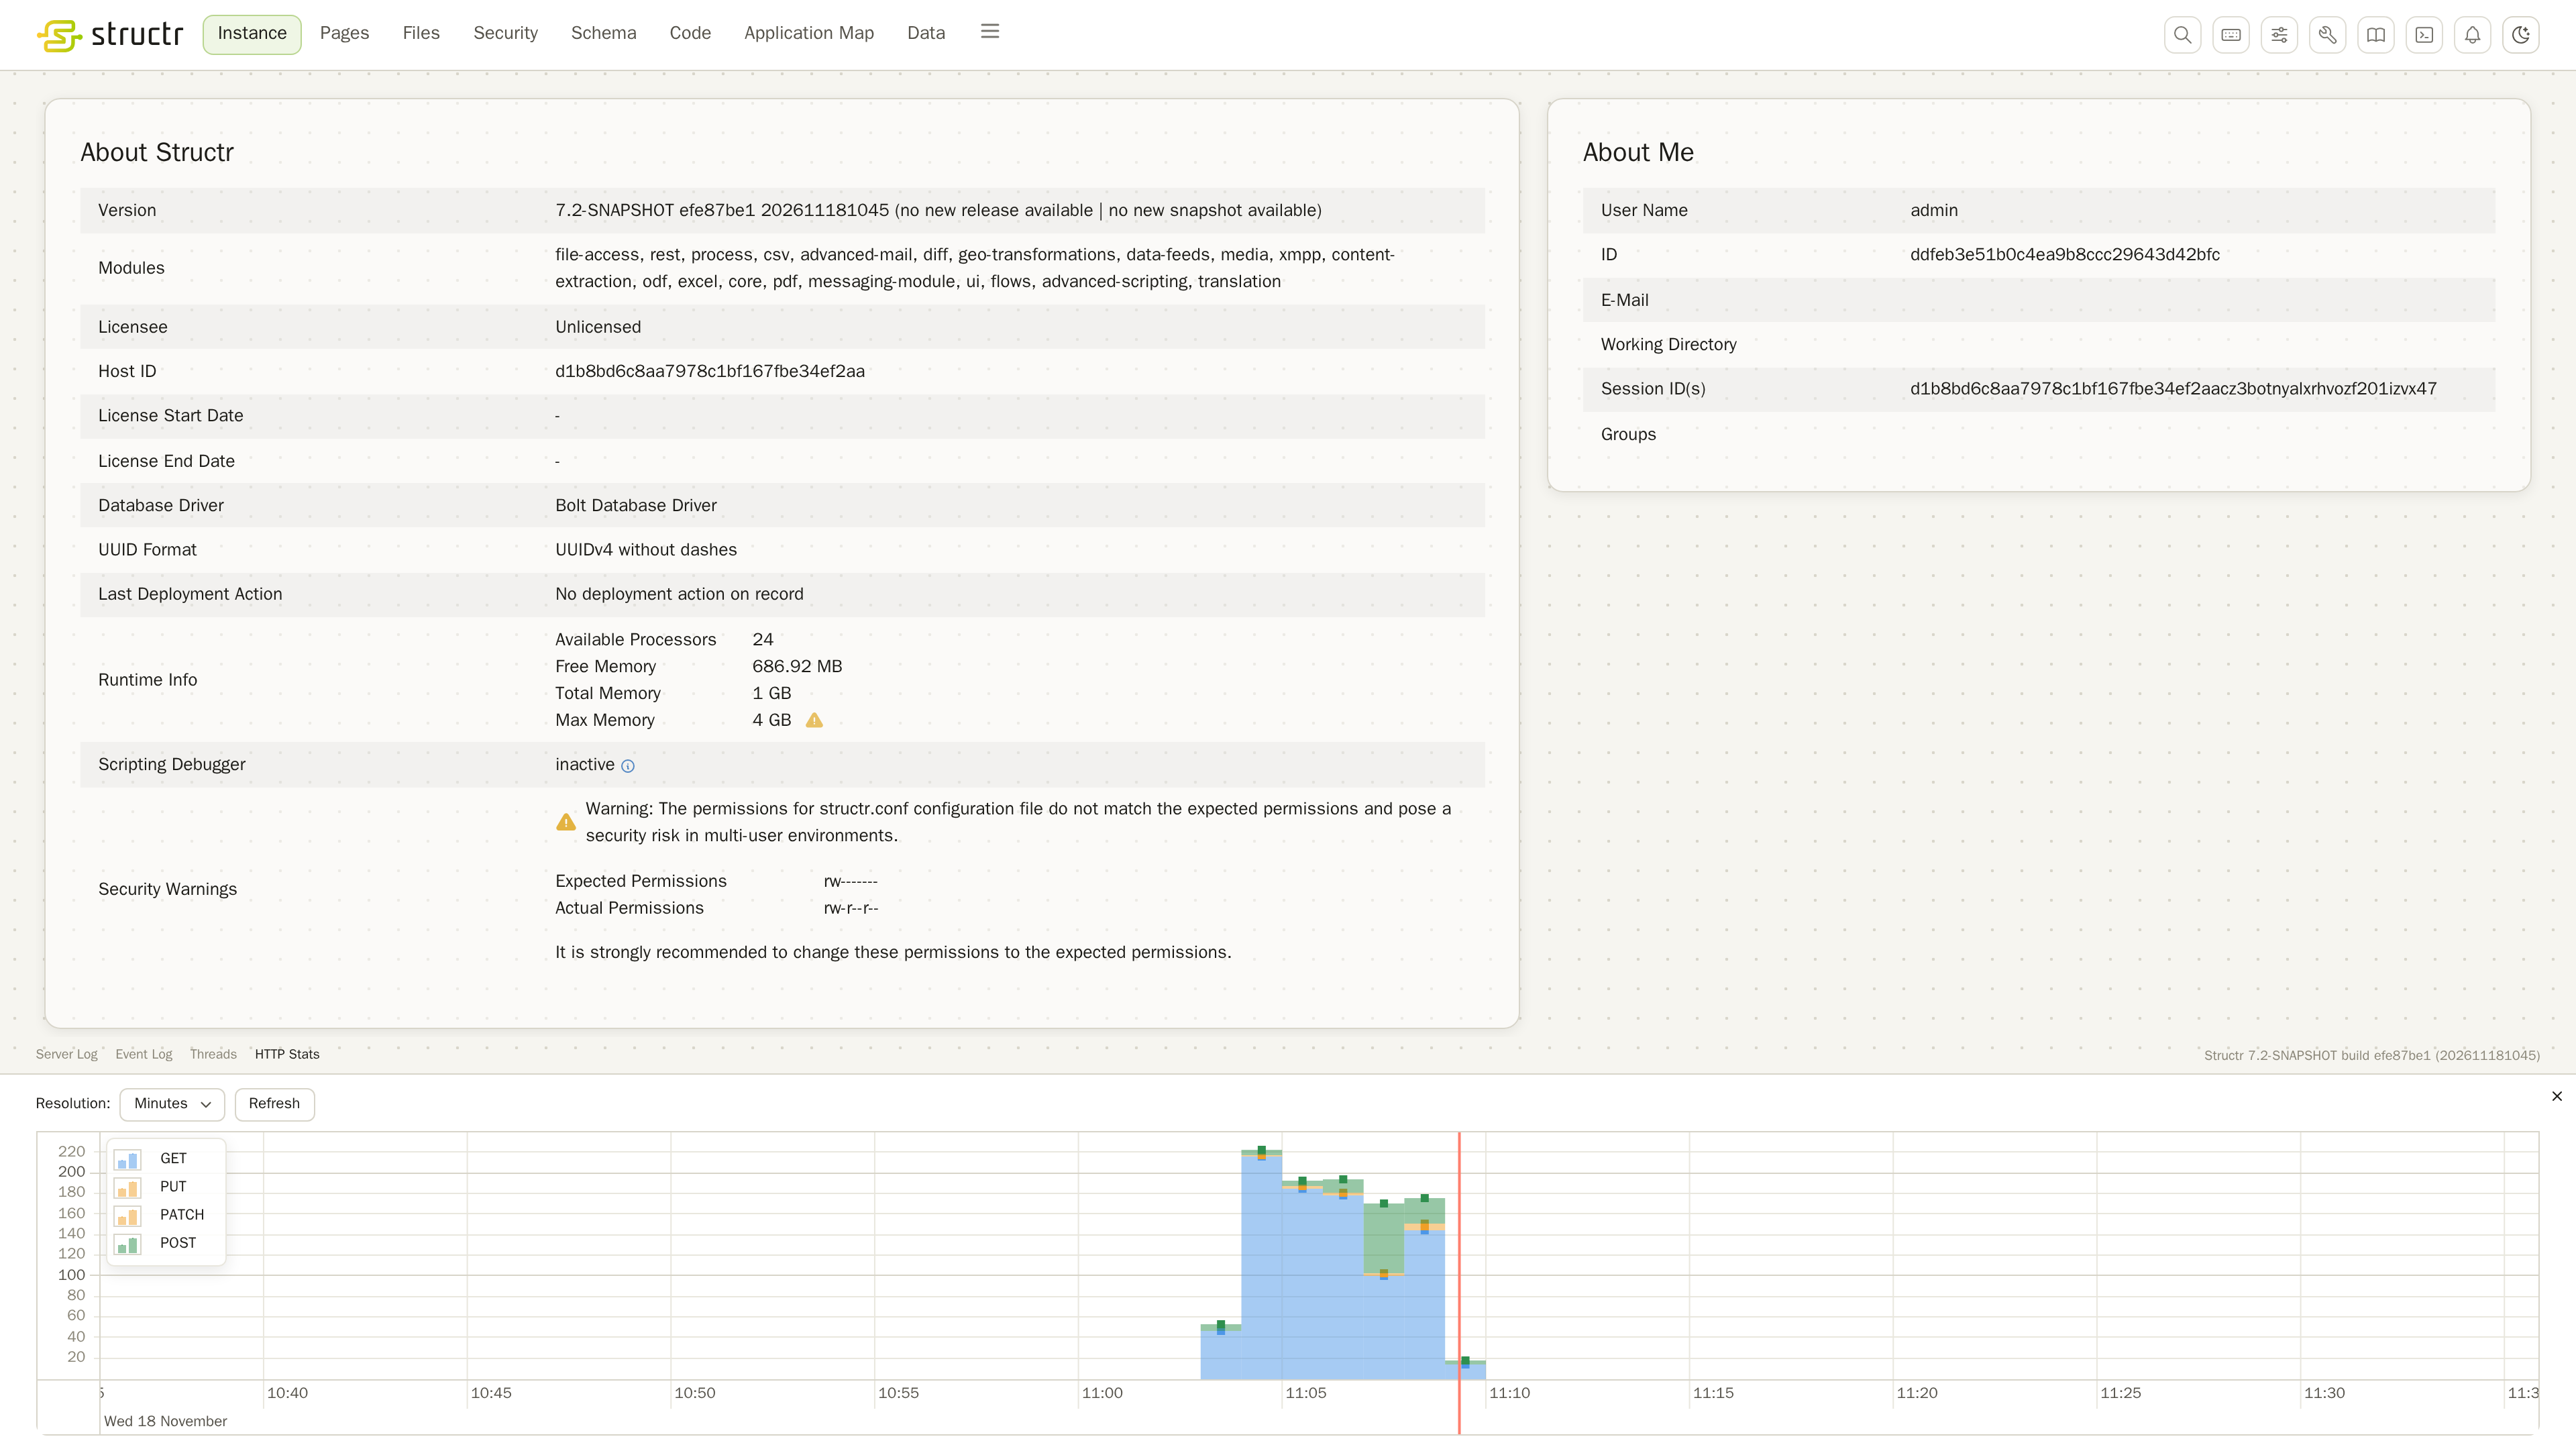 structr
Instance Pages Files Security Schema Code Application Map Data
About Structr
Version 7.2-SNAPSHOT efe87be1 202611181045 (no new release available | no new snapshot available)
Modules file-access, rest, process, csv, advanced-mail, diff, geo-transformations, data-feeds, media, xmpp, content-
extraction, odf, excel, core, pdf, messaging-module, ui, flows, advanced-scripting, translation
Licensee Unlicensed
Host ID d1b8bd6c8aa7978c1bf167fbe34ef2aa
License Start Date -
License End Date -
Database Driver Bolt Database Driver
UUID Format UUIDv4 without dashes
Last Deployment Action No deployment action on record
Runtime Info
Available Processors 24
Free Memory 686.92 MB
Total Memory 1 GB
Max Memory 4 GB
Scripting Debugger inactive
Security Warnings
Warning: The permissions for structr.conf configuration file do not match the expected permissions and pose a
security risk in multi-user environments.
Expected Permissions rw-------
Actual Permissions rw-r--r--
It is strongly recommended to change these permissions to the expected permissions.
About Me
User Name admin
ID ddfeb3e51b0c4ea9b8ccc29643d42bfc
E-Mail
Working Directory
Session ID(s) d1b8bd6c8aa7978c1bf167fbe34ef2aacz3botnyalxrhvozf201izvx47
Groups
Server Log Event Log Threads HTTP Stats
Structr 7.2-SNAPSHOT build efe87be1 (202611181045)
Resolution: Minutes Refresh
220
200
180
160
140
120
100
80
60
40
20
GET
PUT
PATCH
POST
5 10:40 10:45 10:50 10:55 11:00 11:05 11:10 11:15 11:20 11:25 11:30 11:3
Wed 18 November